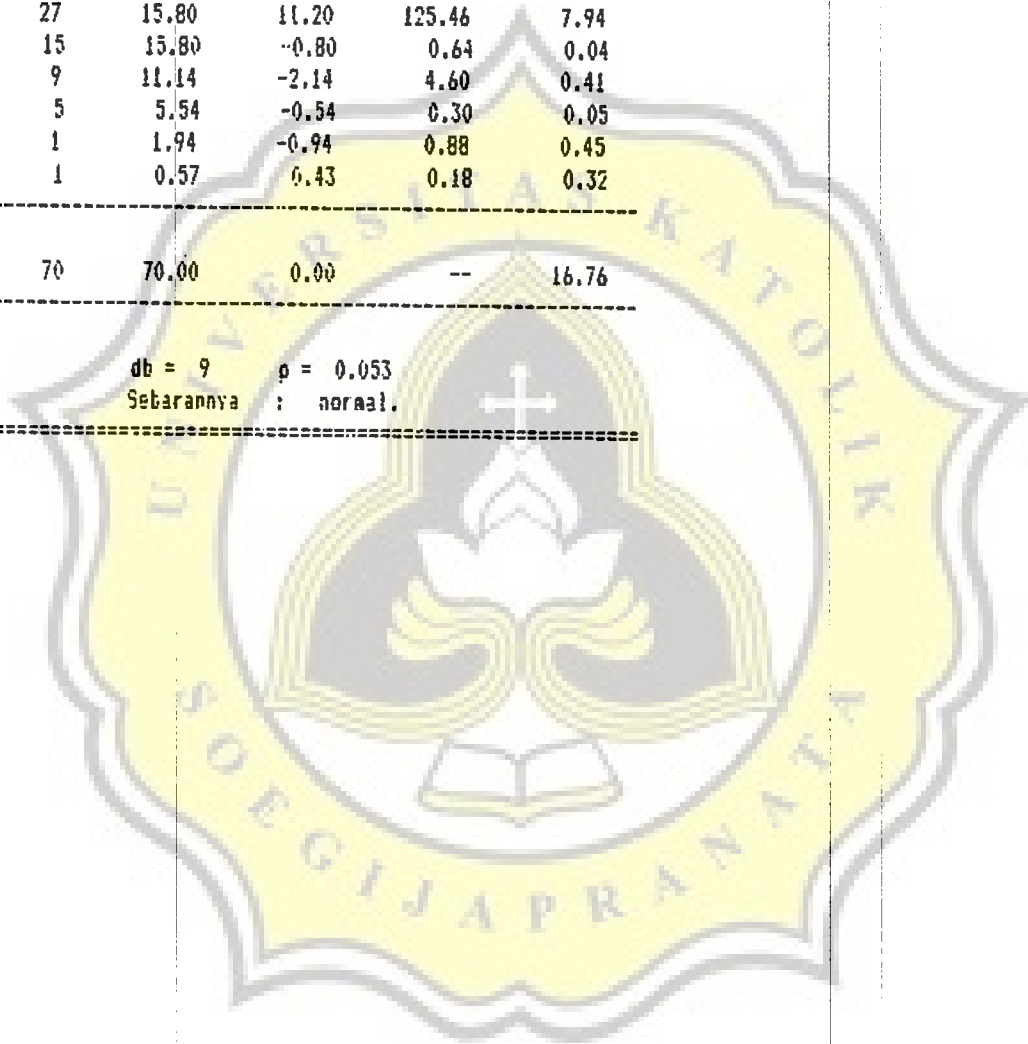 27 15.80 11.20 125.46 7.94
15 15.80 -0.80 0.64 0.04
9 11.14 -2.14 4.60 0.41
5 5.54 -0.54 0.30 0.05
1 1.94 -0.94 0.88 0.45
1 0.57 0.43 0.18 0.32
70 70.00 0.00 -- 16.76
db = 9 p = 0.053
Sebarannya : normal.
UNIVERSITAS KATOLIK
SOEGIJAPRANATA